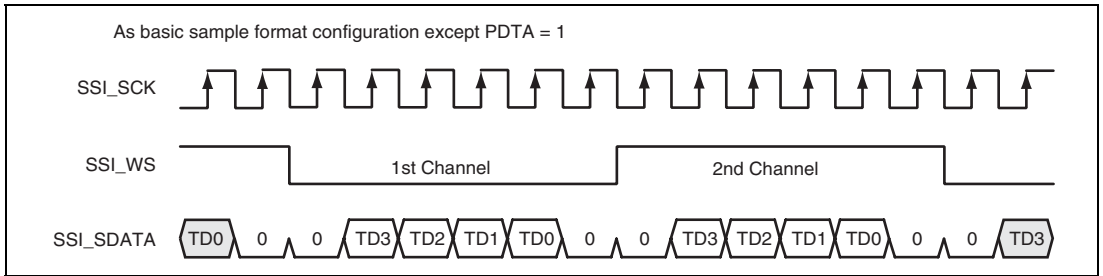 As basic sample format configuration except PDTA = 1
SSI_SCK
SSI_WS 1st Channel 2nd Channel
SSI_SDATA TD0 0 0 TD3 TD2 TD1 TD0 0 0 TD3 TD2 TD1 TD0 0 0 TD3